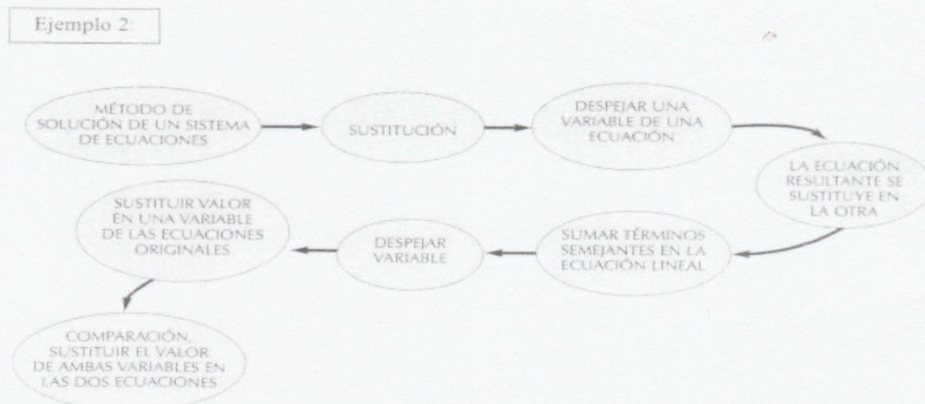 Ejemplo 2:
MÉTODO DE
SOLUCIÓN DE UN SISTEMA
DE ECUACIONES
SUSTITUCIÓN
DESPEJAR UNA
VARIABLE DE UNA
ECUACIÓN
LA ECUACIÓN
RESULTANTE SE
SUSTITUYE EN
LA OTRA
SUMAR TÉRMINOS
SEMEJANTES EN LA
ECUACIÓN LINEAL
DESPEJAR
VARIABLE
SUSTITUIR VALOR
EN UNA VARIABLE
DE LAS ECUACIONES
ORIGINALES
COMPARACIÓN,
SUSTITUIR EL VALOR
DE AMBAS VARIABLES EN
LAS DOS ECUACIONES